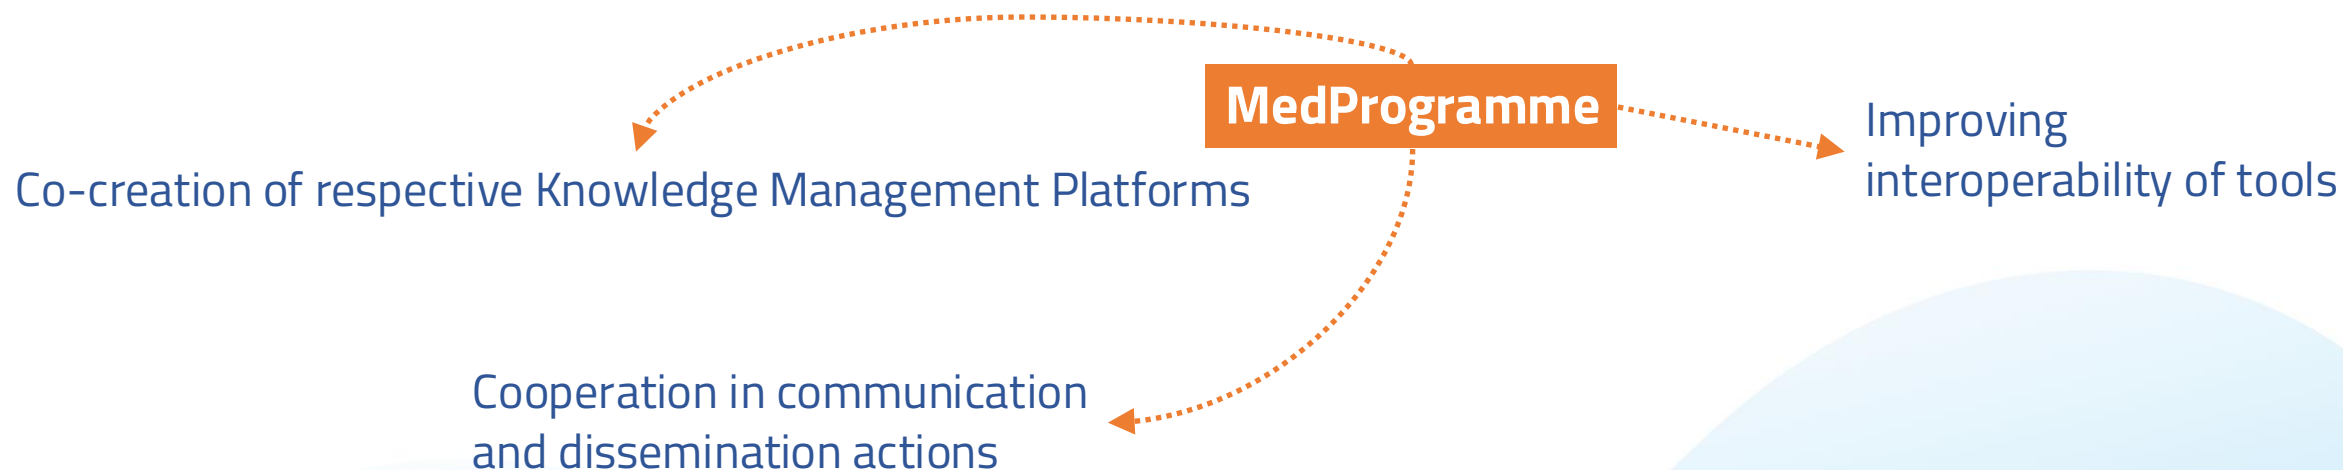 MedProgramme
Improving
interoperability of tools
Co-creation of respective Knowledge Management Platforms
Cooperation in communication
and dissemination actions